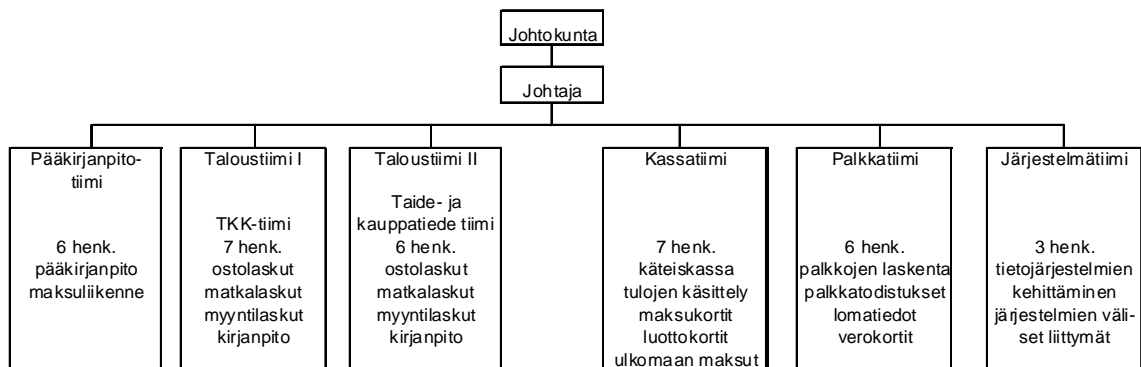 Johtokunta
Johtaja
Pääkirjanpito-
tiimi
6 henk.
pääkirjanpito
maksuliikenne
Taloustiimi I
TKK-tiimi
7 henk.
ostolaskut
matkalaskut
myyntilaskut
kirjanpito
Taloustiimi II
Taide- ja
kauppatiede tiimi
6 henk.
ostolaskut
matkalaskut
myyntilaskut
kirjanpito
Kassatiimi
7 henk.
käteiskassa
tulojen käsittely
maksukortit
luottokortit
ulkomaan maksut
Palkkatiimi
6 henk.
palkkojen laskenta
palkkatodistukset
lomatiedot
verokortit
Järjestelmätiimi
3 henk.
tietojärjestelmien
kehittäminen
järjestelmien väli-
set liittymät